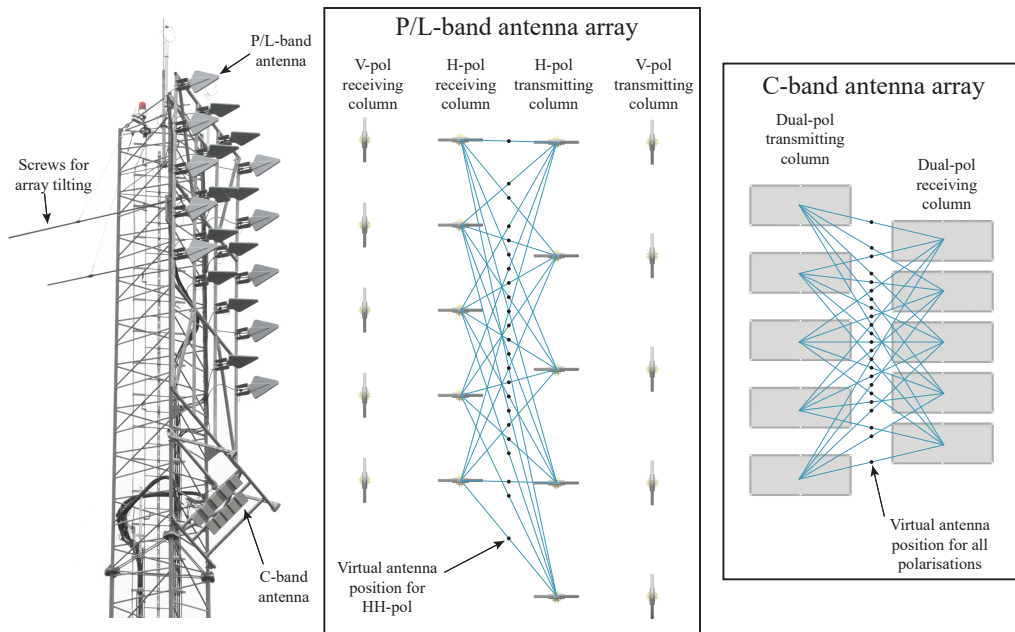 P/L-band
antenna
Screws for
array tilting
C-band
antenna
P/L-band antenna array
V-pol
receiving
column
H-pol
receiving
column
H-pol
transmitting
column
V-pol
transmitting
column
Virtual antenna
position for
HH-pol
C-band antenna array
Dual-pol
transmitting
column
Dual-pol
receiving
column
Virtual antenna
position for all
polarisations